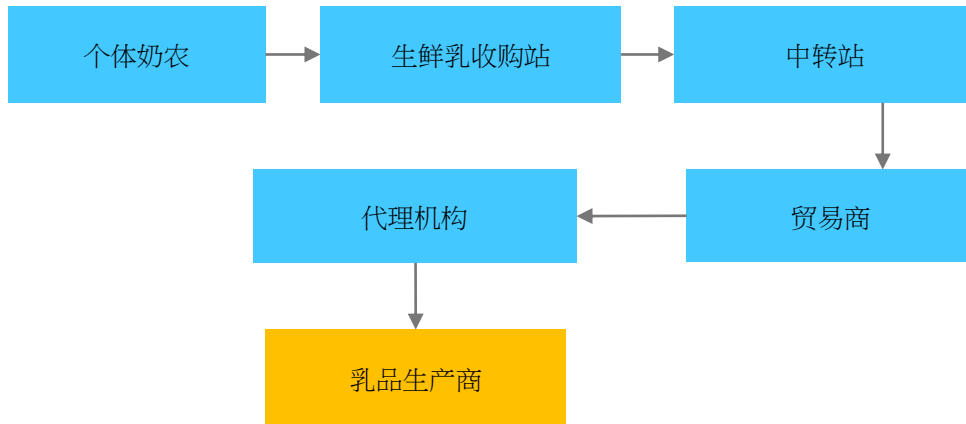 个体奶农
生鲜乳收购站
中转站
贸易商
代理机构
乳品生产商